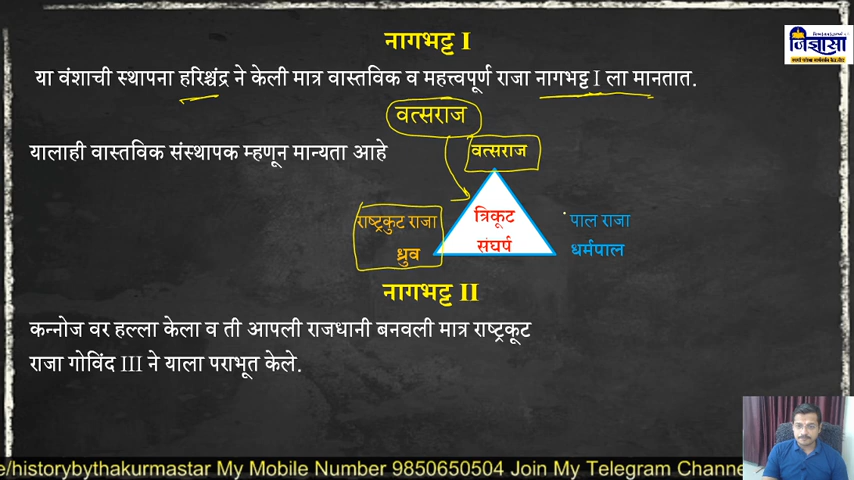 नागभट्ट I
जिज्ञासा
या वंशाची स्थापना हरिश्चंद्र ने केली मात्र वास्तविक व महत्त्वपूर्ण राजा नागभट्ट I ला मानतात.
वत्सराज
यालाही वास्तविक संस्थापक म्हणून मान्यता आहे
वत्सराज
त्रिकूट
संघर्ष
राष्ट्रकुट राजा
ध्रुव
पाल राजा
धर्मपाल
नागभट्ट II
कन्नोज वर हल्ला केला व ती आपली राजधानी बनवली मात्र राष्ट्रकूट
राजा गोविंद III ने याला पराभूत केले.
e/historybythakurmastar My Mobile Number 9850650504 Join My Telegram Channe